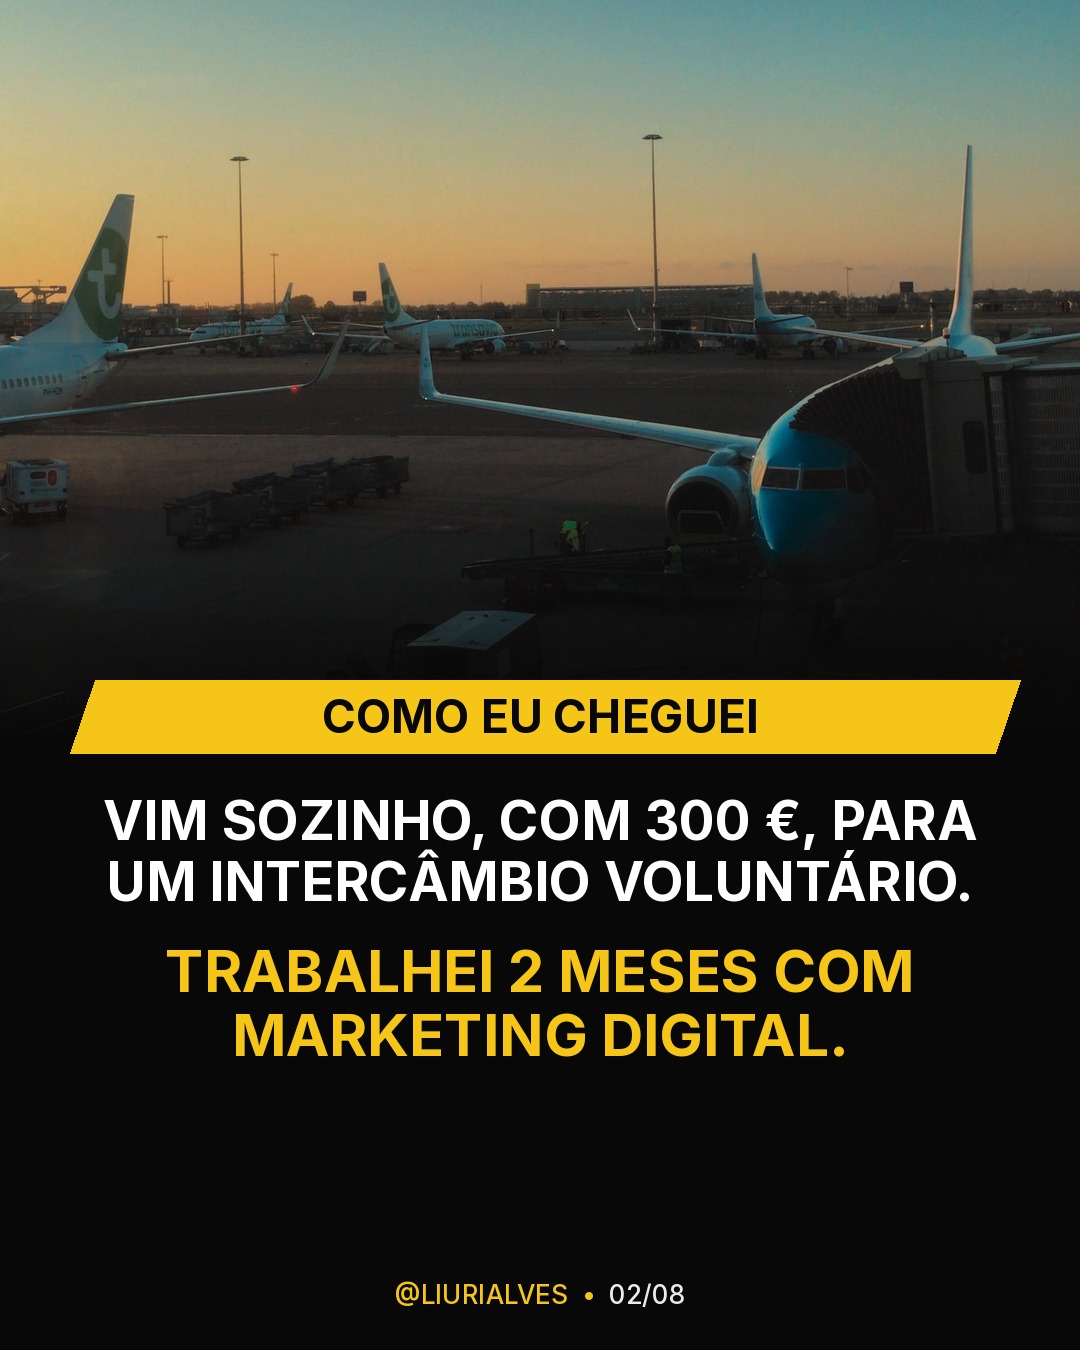 t
transavia
COMO EU CHEGUEI
VIM SOZINHO, COM 300 €, PARA
UM INTERCÂMBIO VOLUNTÁRIO.
TRABALHEI 2 MESES COM
MARKETING DIGITAL.
@LIURIALVES • 02/08